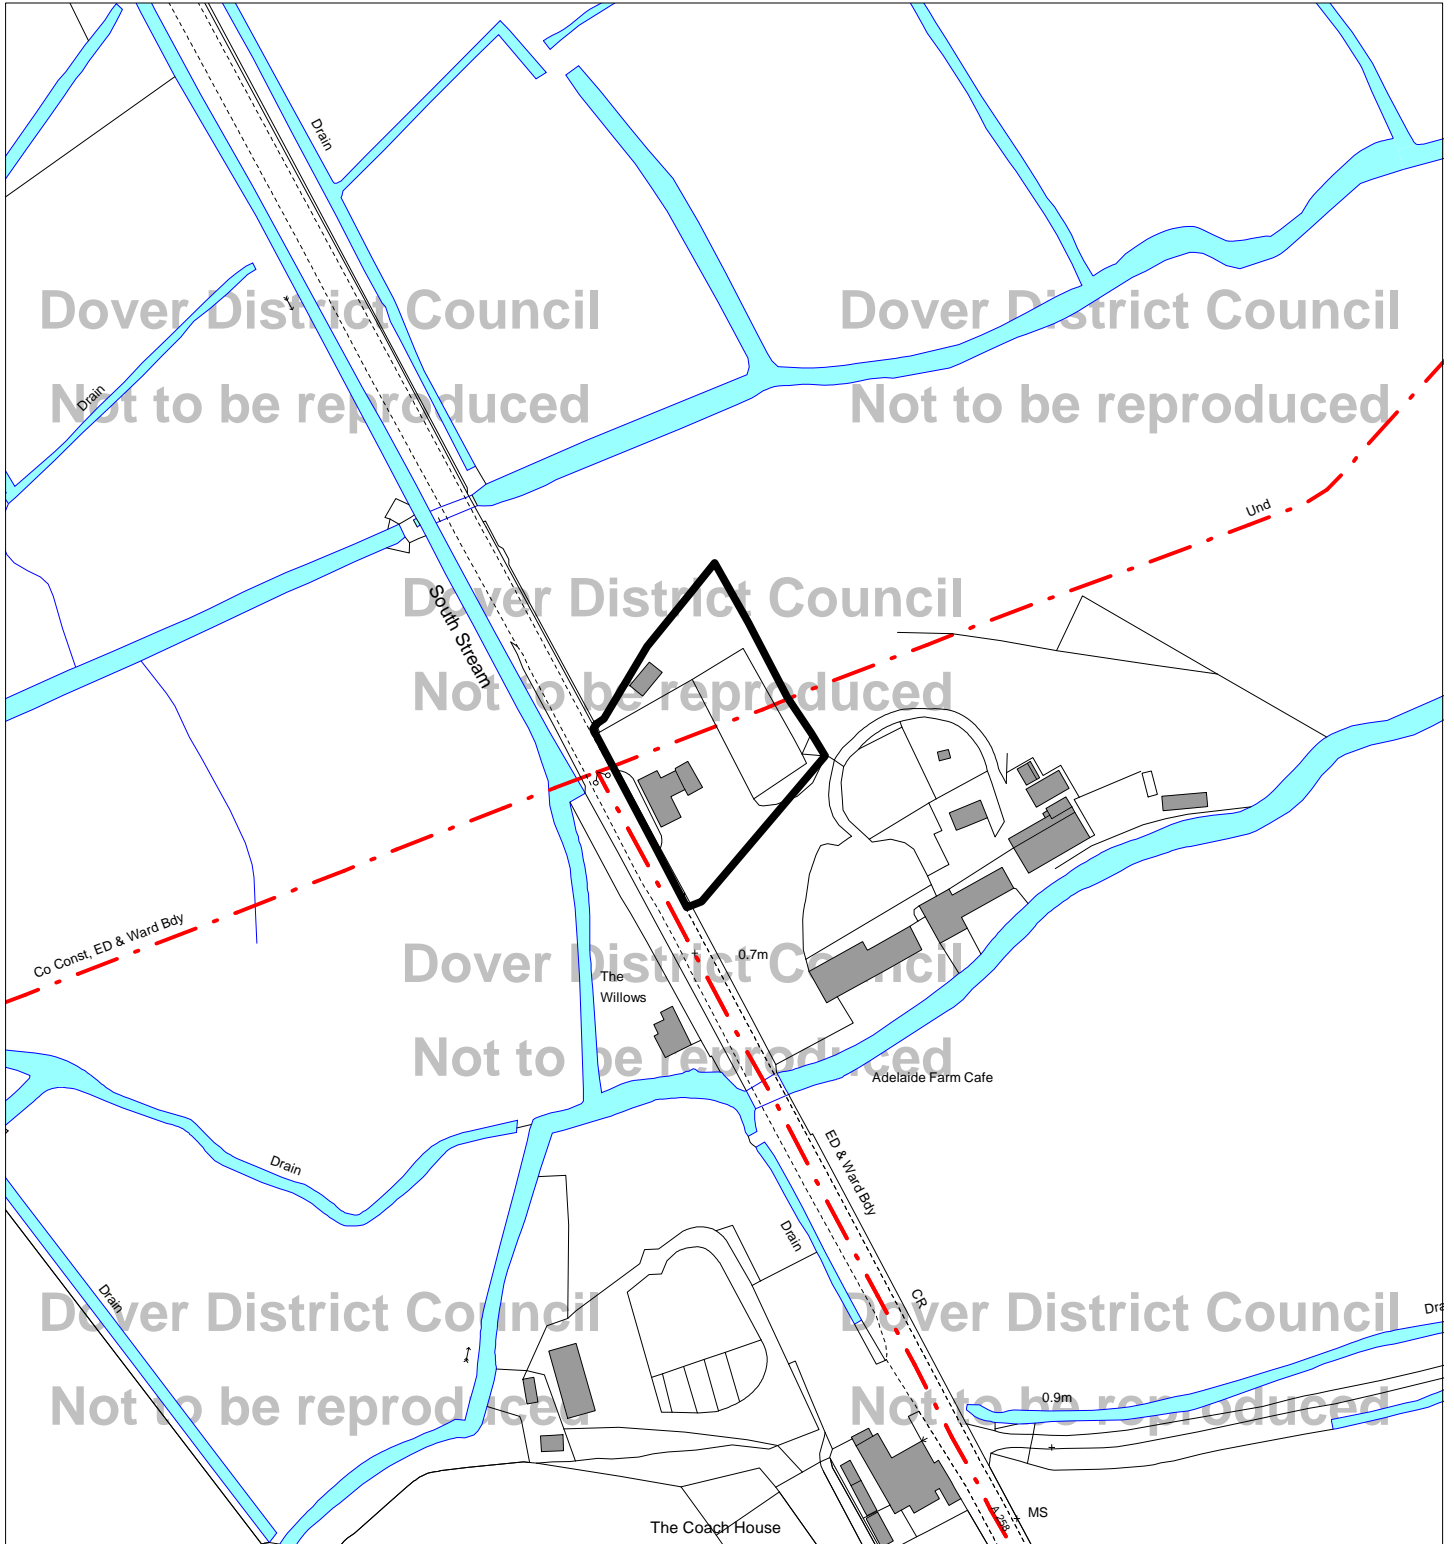 Drain
Dover District Council
Dover District Council
Drain
Not to be reproduced
Not to be reproduced
Und
South Stream
Dover District Council
Not to be reproduced
Co Const, ED & Ward Bdy
Dover District Council
0.7m
The
Willows
Not to be reproduced
Adelaide Farm Cafe
ED & Ward Bdy
Drain
Drain
Drain
CR
Dover District Council
Dover District Council
Dra
0.9m
Not to be reproduced
Not to be reproduced
A 258
MS
The Coach House